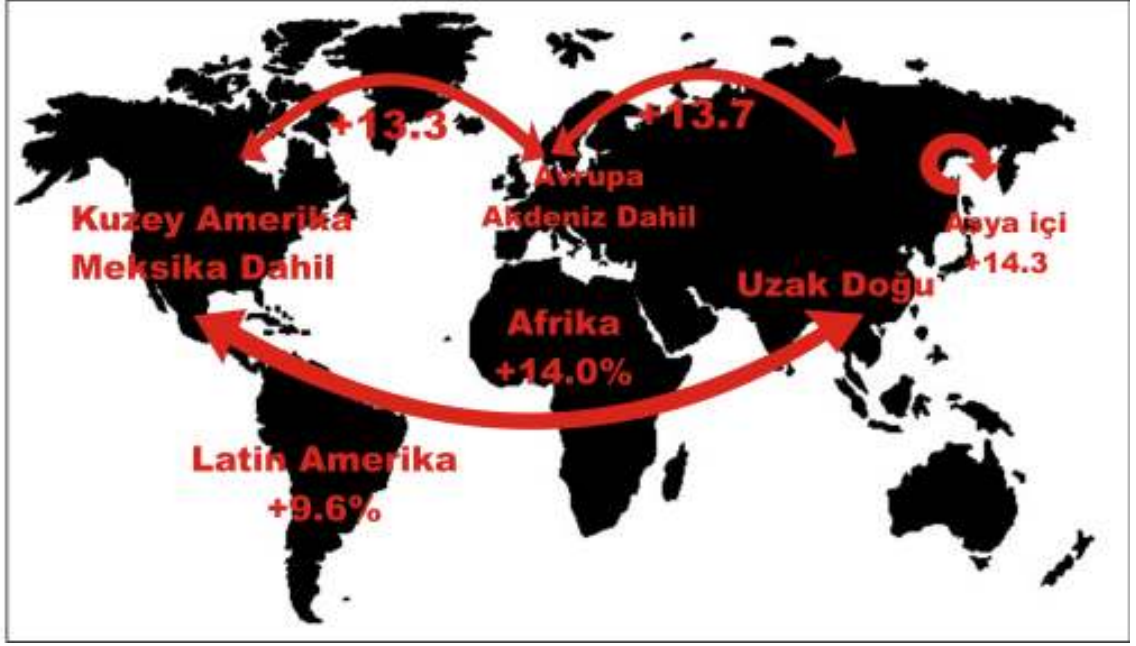 +13.3
+13.7
Avrupa
Akdeniz Dahil
Kuzey Amerika
Meksika Dahil
Asya içi
+14.3
Uzak Doğu
Afrika
+14.0%
Latin Amerika
+9.6%